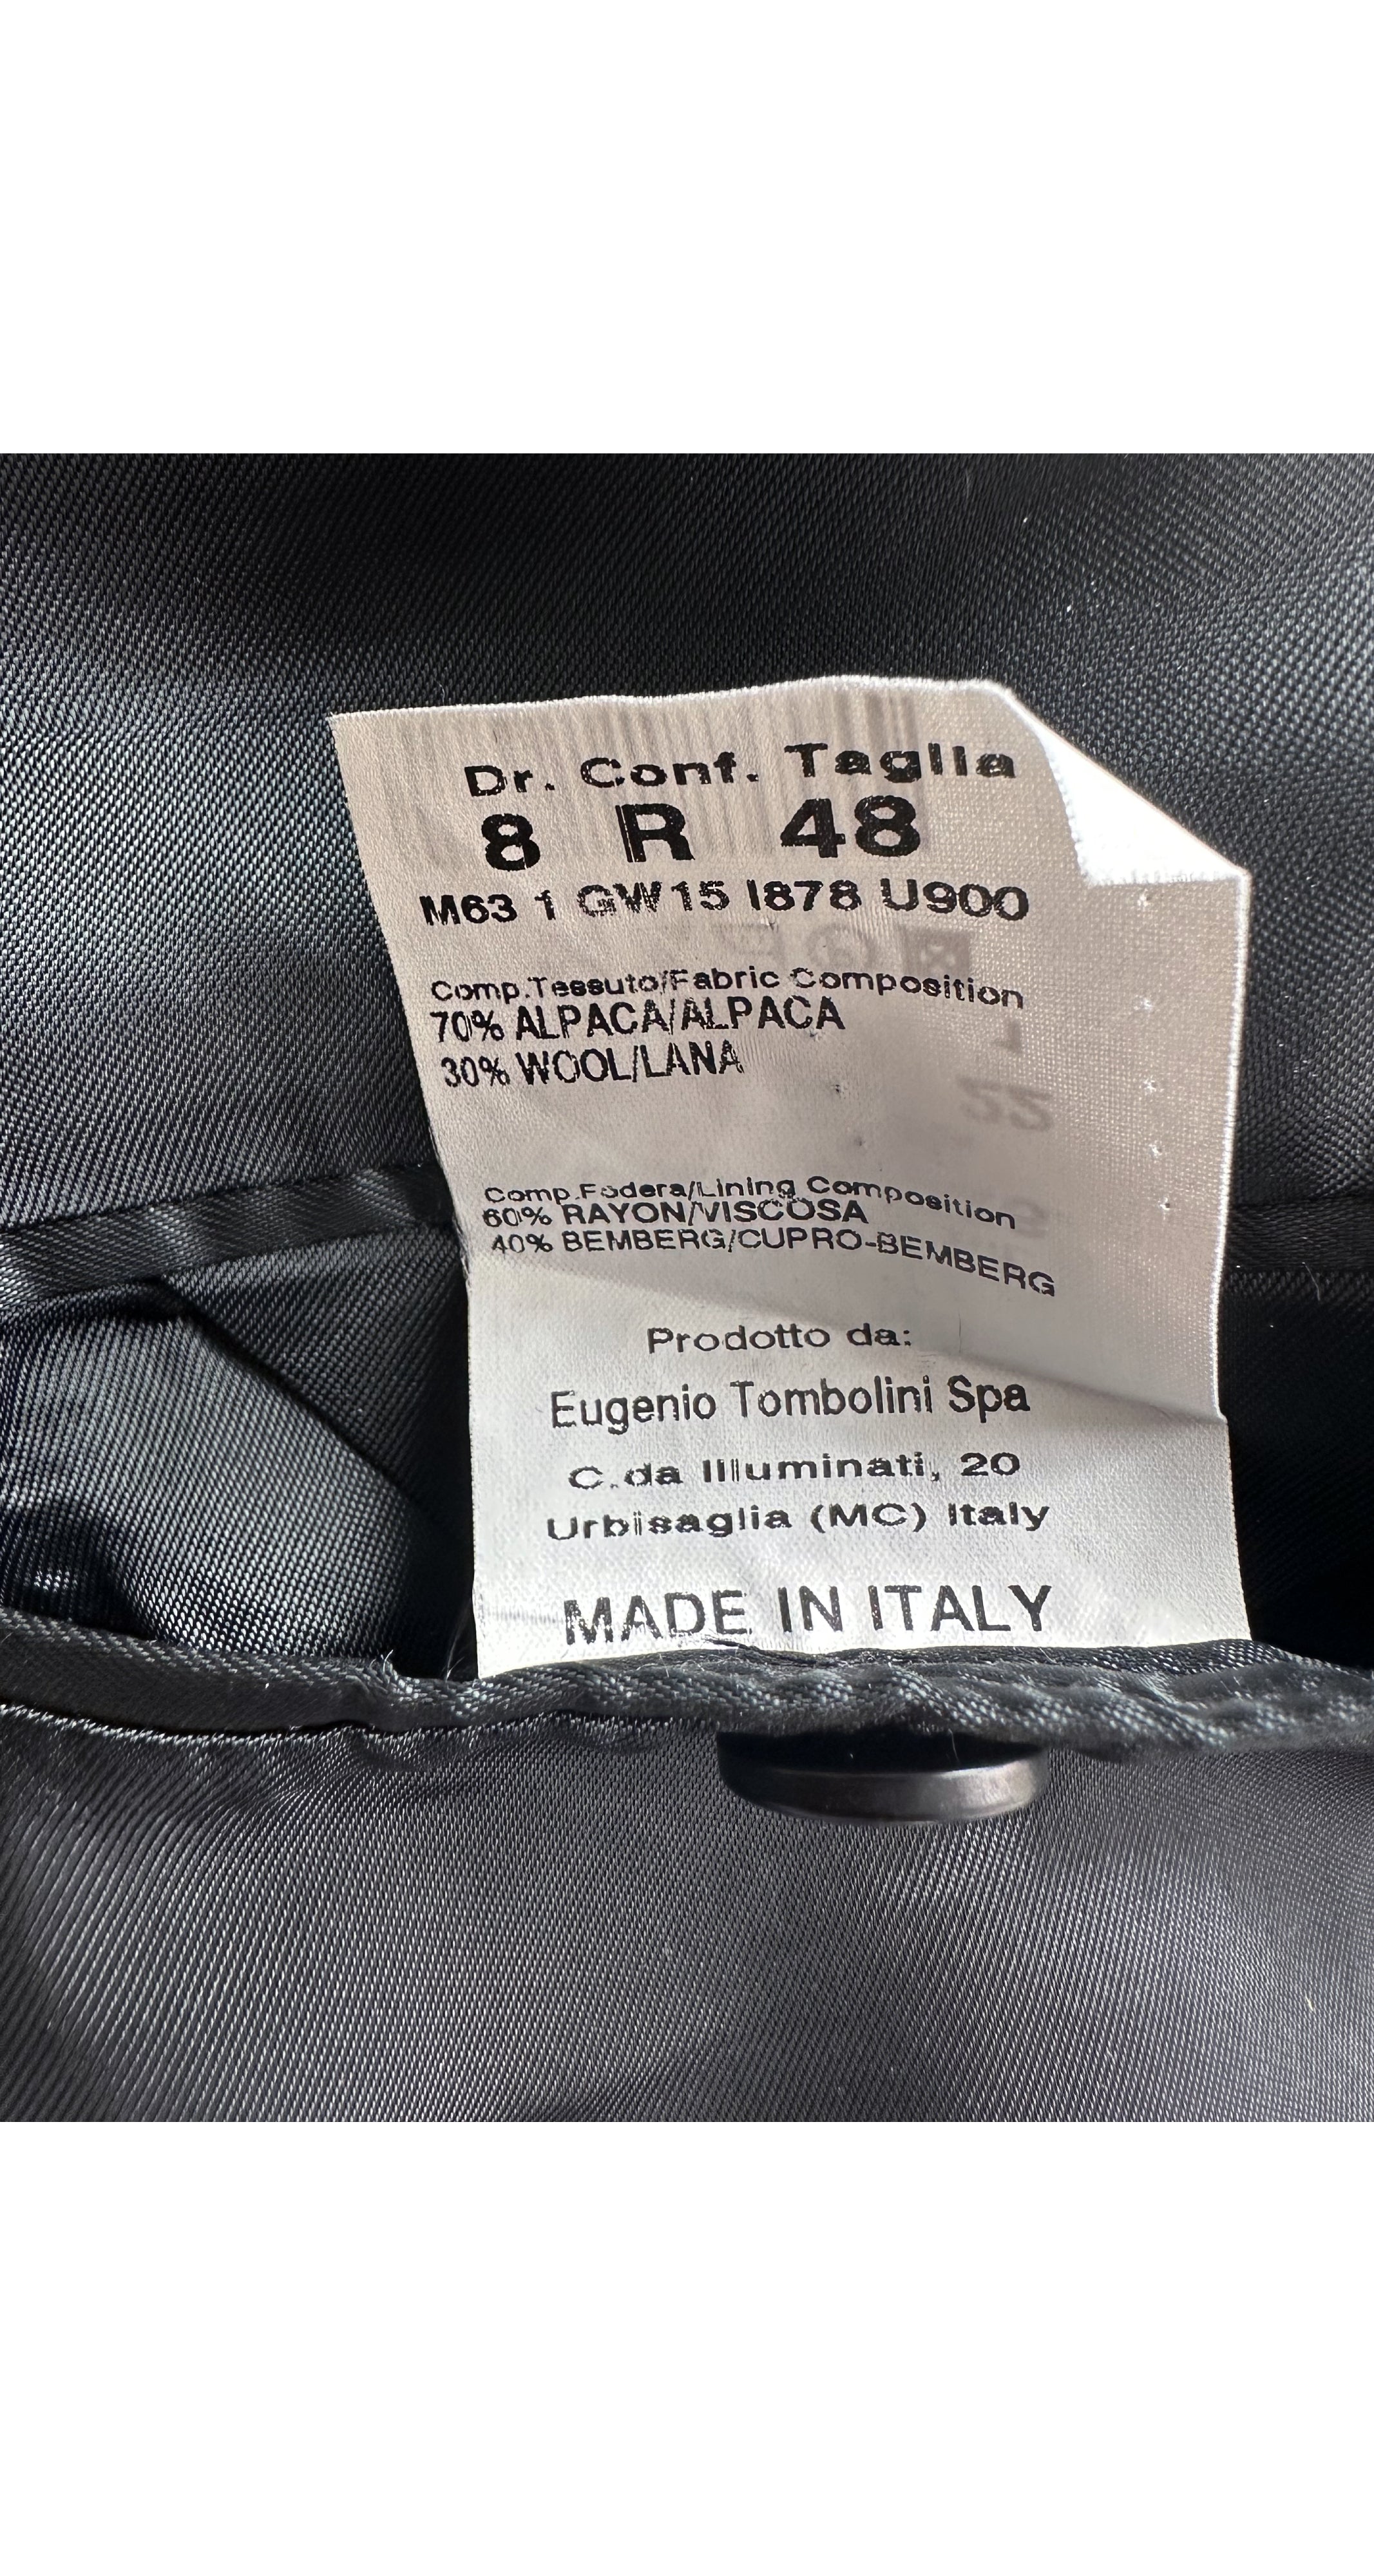 Dr. Conf. Taglia
8 R 48
M63 1 GW15 I878 U900
Comp.Tessuto/Fabric Composition
70% ALPACA/ALPACA
30% WOOL/LANA
Comp.Fodera/Lining Composition
60% RAYON/VISCOSA
40% BEMBERG/CUPRO-BEMBERG
Prodotto da:
Eugenio Tombolini Spa
C.da Illuminati, 20
Urbisaglia (MC) Italy
MADE IN ITALY